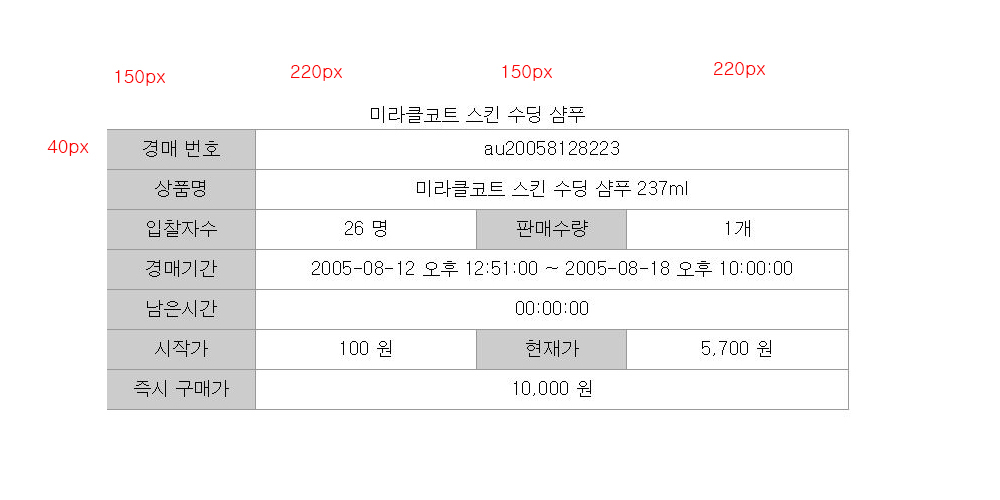 150px 220px 150px 220px
미라클코트 스킨 수딩 샴푸
40px 경매 번호 au20058128223
상품명 미라클코트 스킨 수딩 샴푸 237ml
입찰자수 26 명 판매수량 1개
경매기간 2005-08-12 오후 12:51:00 ~ 2005-08-18 오후 10:00:00
남은시간 00:00:00
시작가 100 원 현재가 5,700 원
즉시 구매가 10,000 원